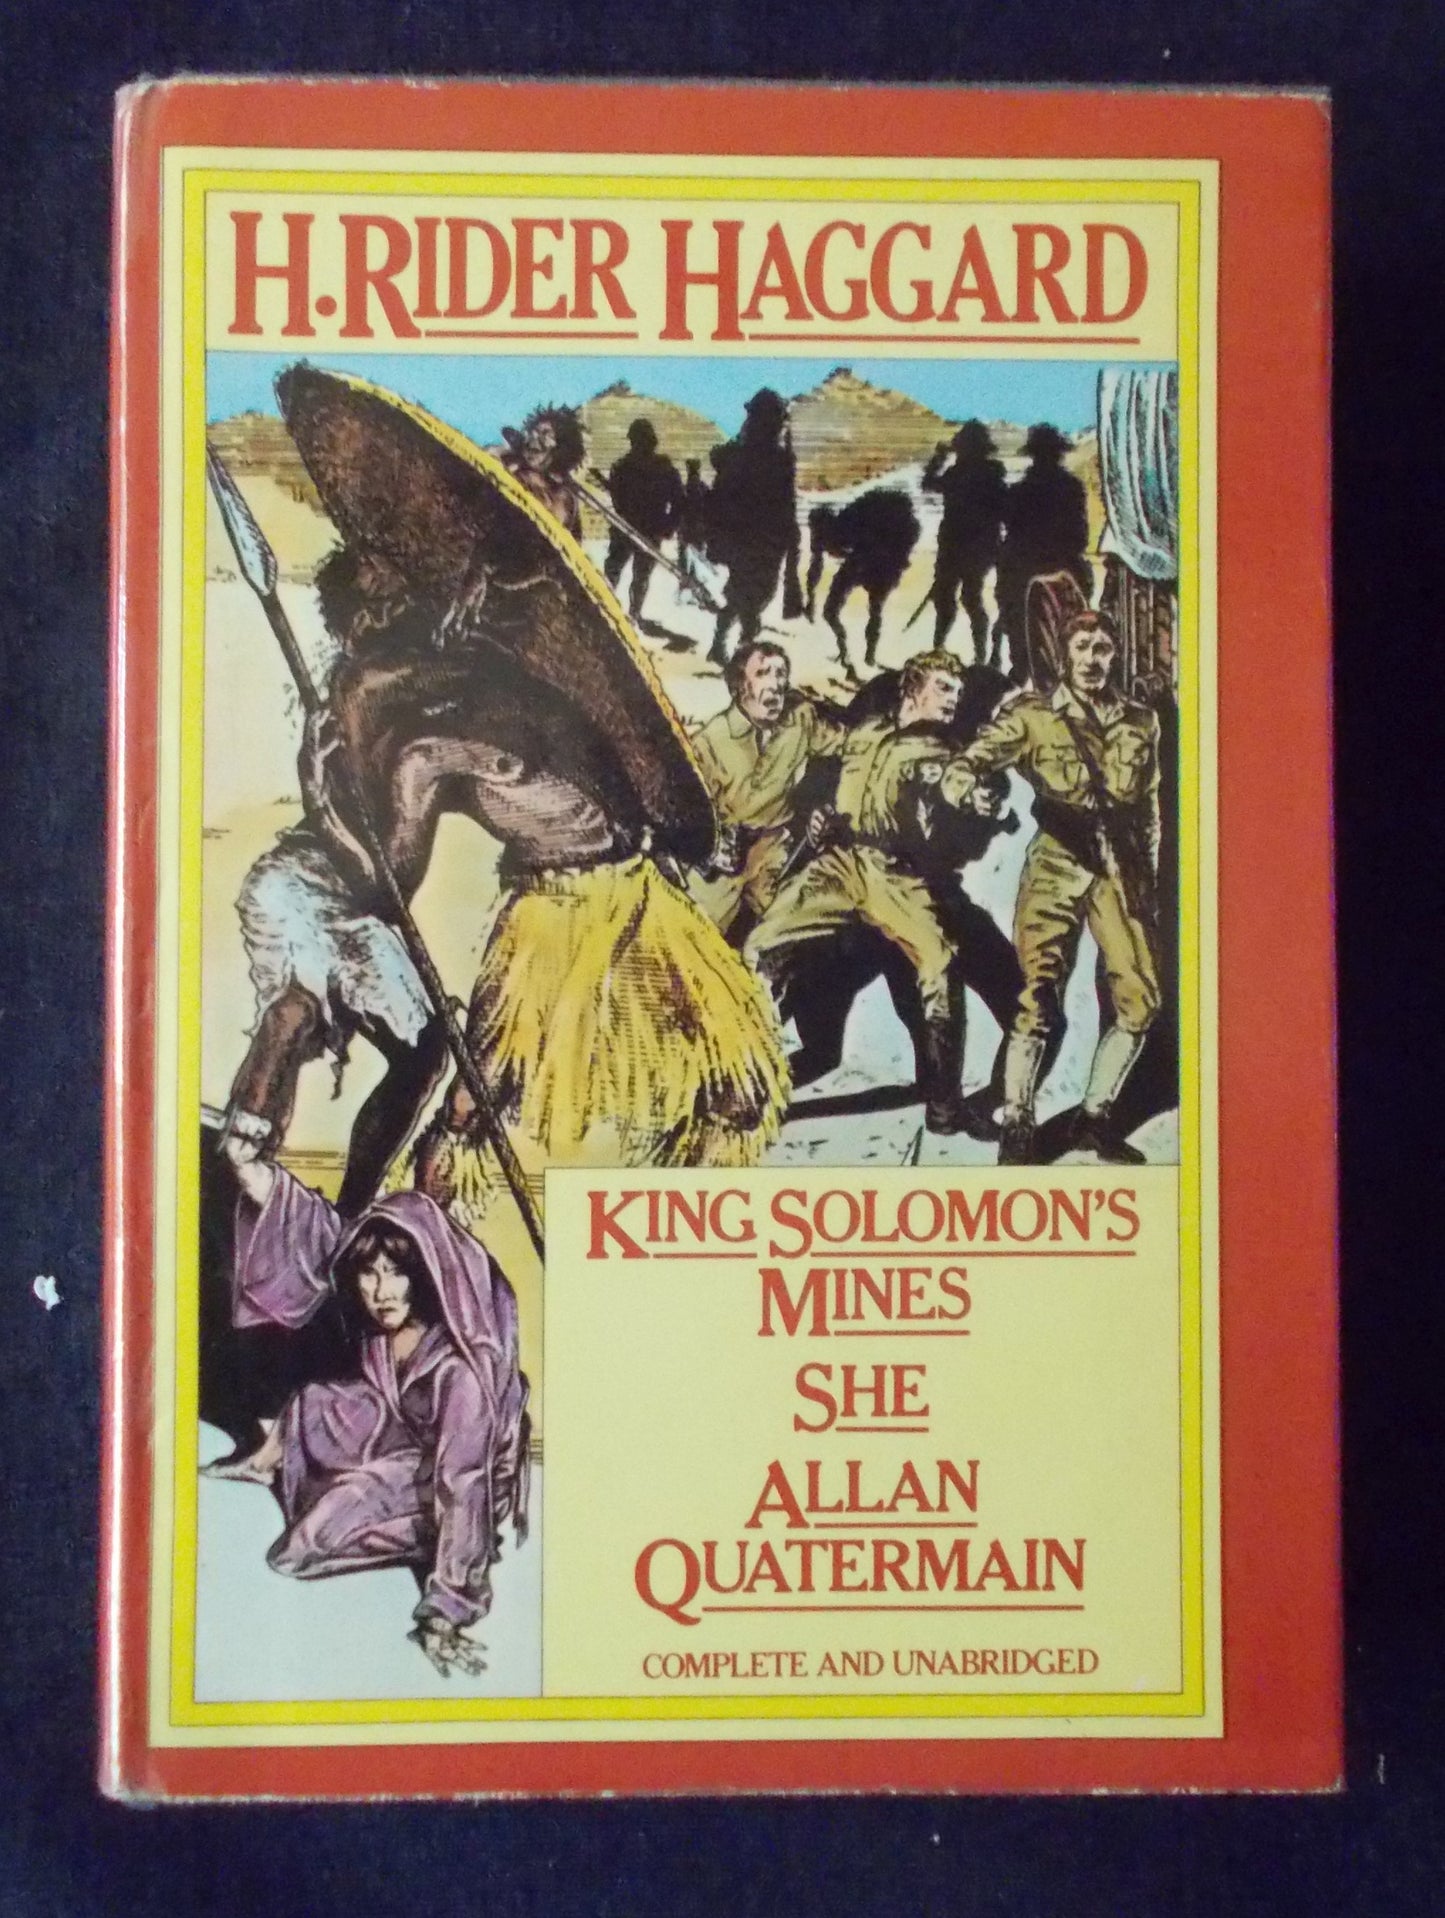 H. RIDER HAGGARD
KING SOLOMON'S
MINES
SHE
ALLAN
QUATERMAIN
COMPLETE AND UNABRIDGED